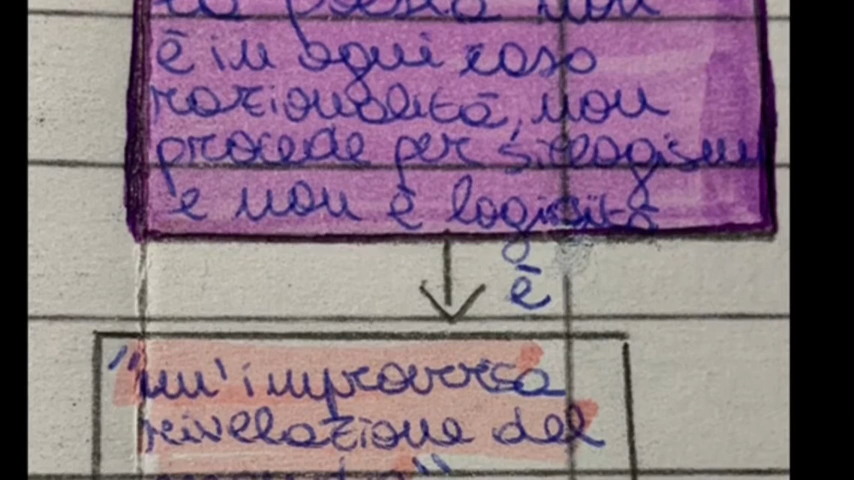 la poesia non
è in ogni caso
razionalità, non
procede per sillogismi
e non è logicità
è
"un'improvvisa
rivelazione del